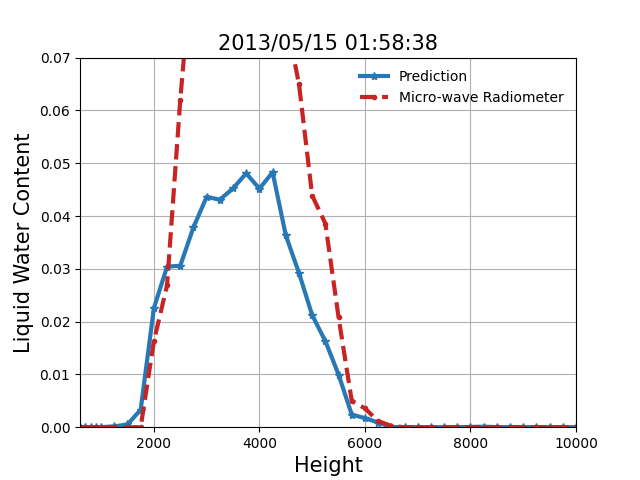 2013/05/15 01:58:38
0.07
0.06
0.05
0.04
0.03
0.02
0.01
0.00
Liquid Water Content
Prediction
Micro-wave Radiometer
2000 4000 6000 8000 10000
Height